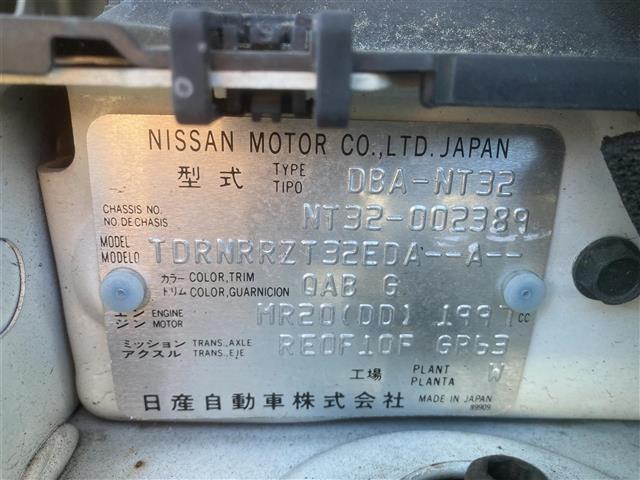 NISSAN MOTOR CO.,LTD. JAPAN
型式 TYPE TIPO DBA-NT32
CHASSIS NO. NO.DE CHASIS NT32-002389
MODEL MODELO TDRNRRZT32EDA--A--
カラー トリム COLOR,TRIM COLOR,GUARNICION QAB G
エンジン ENGINE MOTOR MR20(DD) 1997 cc
ミッション アクスル TRANS.,AXLE TRANS.,EJE RE0F10F GR63
工場 PLANT PLANTA W
日産自動車株式会社 MADE IN JAPAN
89909